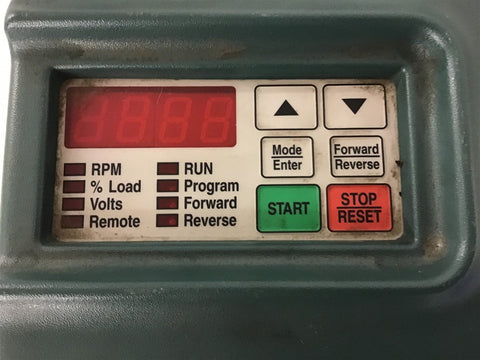 RPM
% Load
Volts
Remote
RUN
Program
Forward
Reverse
Mode
Enter
Forward
Reverse
START
STOP
RESET